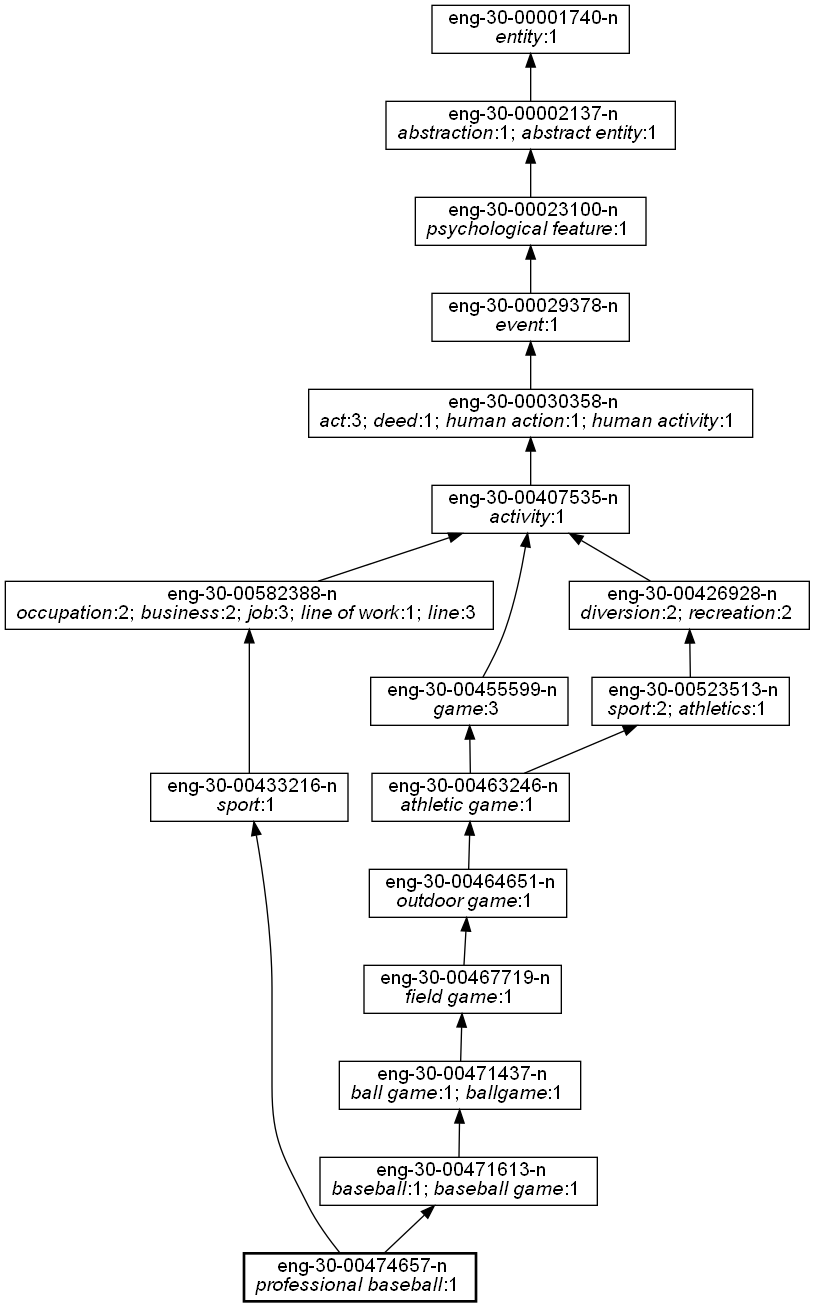 eng-30-00001740-n
entity:1
eng-30-00002137-n
abstraction:1; abstract entity:1
eng-30-00023100-n
psychological feature:1
eng-30-00029378-n
event:1
eng-30-00030358-n
act:3; deed:1; human action:1; human activity:1
eng-30-00407535-n
activity:1
eng-30-00582388-n
occupation:2; business:2; job:3; line of work:1; line:3
eng-30-00426928-n
diversion:2; recreation:2
eng-30-00455599-n
game:3
eng-30-00523513-n
sport:2; athletics:1
eng-30-00433216-n
sport:1
eng-30-00463246-n
athletic game:1
eng-30-00464651-n
outdoor game:1
eng-30-00467719-n
field game:1
eng-30-00471437-n
ball game:1; ballgame:1
eng-30-00471613-n
baseball:1; baseball game:1
eng-30-00474657-n
professional baseball:1